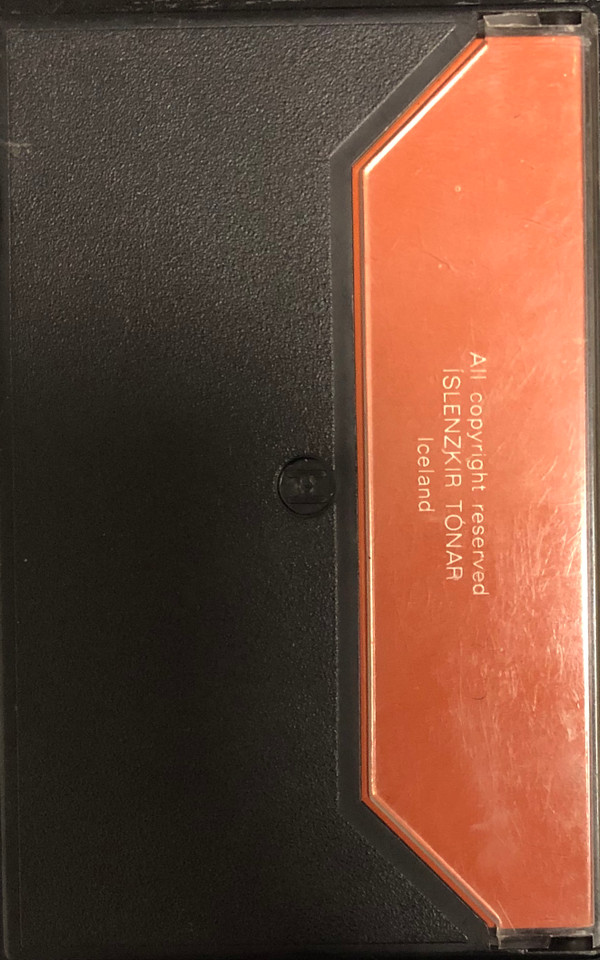 All copyright reserved
ÍSLENZKIR TÓNAR
Iceland